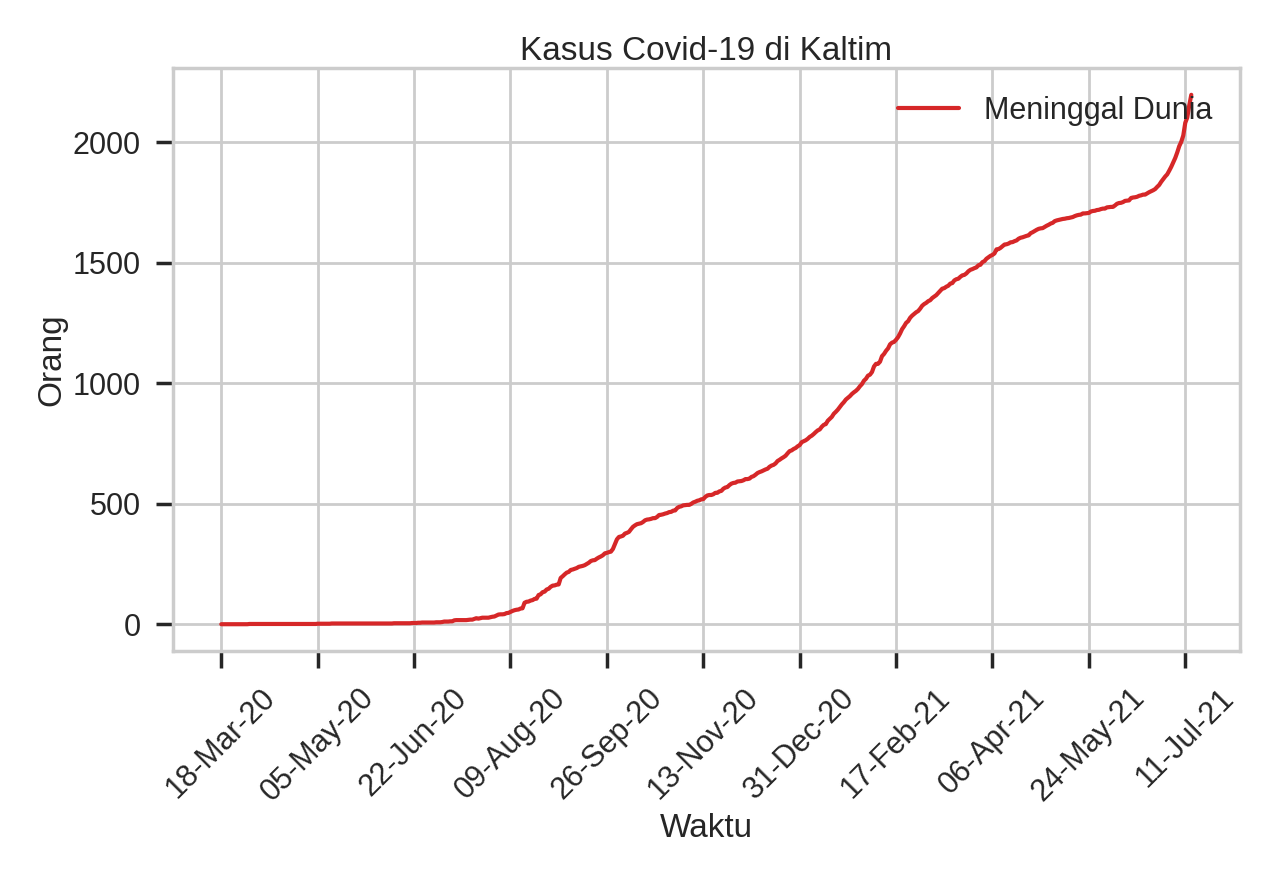 Kasus Covid-19 di Kaltim
Meninggal Dunia
2000
1500
1000
500
0
Orang
18-Mar-20
05-May-20
22-Jun-20
09-Aug-20
26-Sep-20
13-Nov-20
31-Dec-20
17-Feb-21
06-Apr-21
24-May-21
11-Jul-21
Waktu